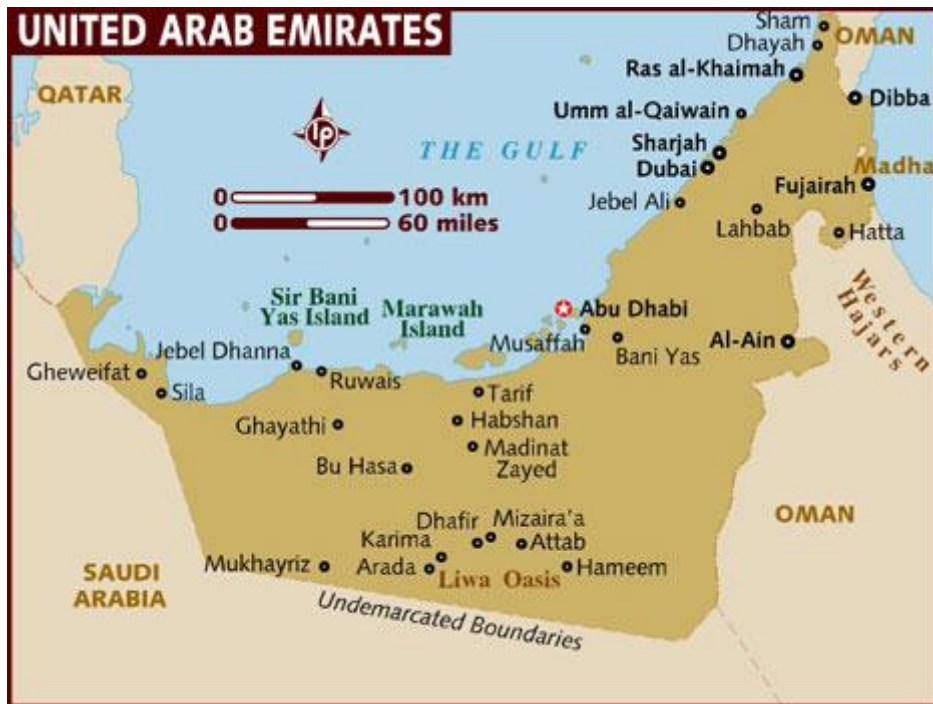 UNITED ARAB EMIRATES
Sham
Dhayah
OMAN
QATAR
Ras al-Khaimah
Dibba
Umm al-Qaiwain
lp
THE GULF
Sharjah
Dubai
Madha
Fujairah
0 100 km
0 60 miles
Jebel Ali
Lahbab
Hatta
Western
Hajars
Sir Bani
Yas Island
Marawah
Island
Abu Dhabi
Musaffah
Bani Yas
Al-Ain
Jebel Dhanna
Gheweifat
Ruwais
Sila
Tarif
Ghayathi
Habshan
Madinat
Zayed
Bu Hasa
Dhafir
Mizaira'a
Karima
Attab
OMAN
Mukhayriz
Arada
Hameem
Liwa Oasis
SAUDI
ARABIA
Undemarcated Boundaries